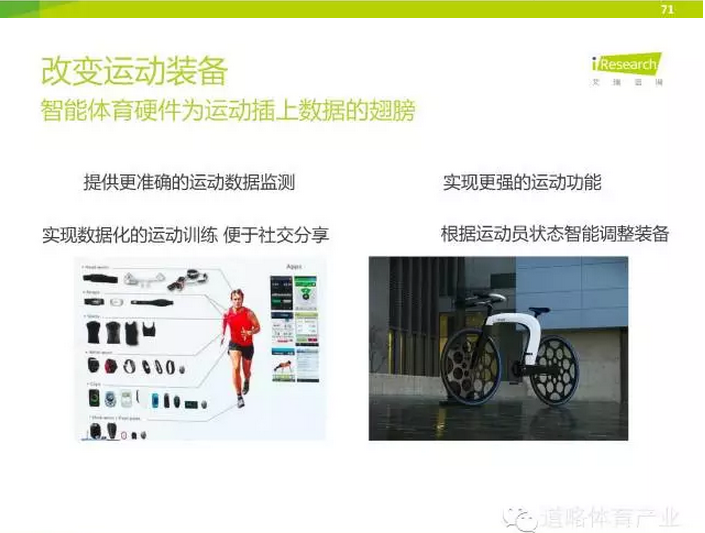 71
改变运动装备
智能体育硬件为运动插上数据的翅膀
iResearch
艾 瑞 咨 询
提供更准确的运动数据监测
实现更强的运动功能
实现数据化的运动训练 便于社交分享
根据运动员状态智能调整装备
Apps
道略体育产业